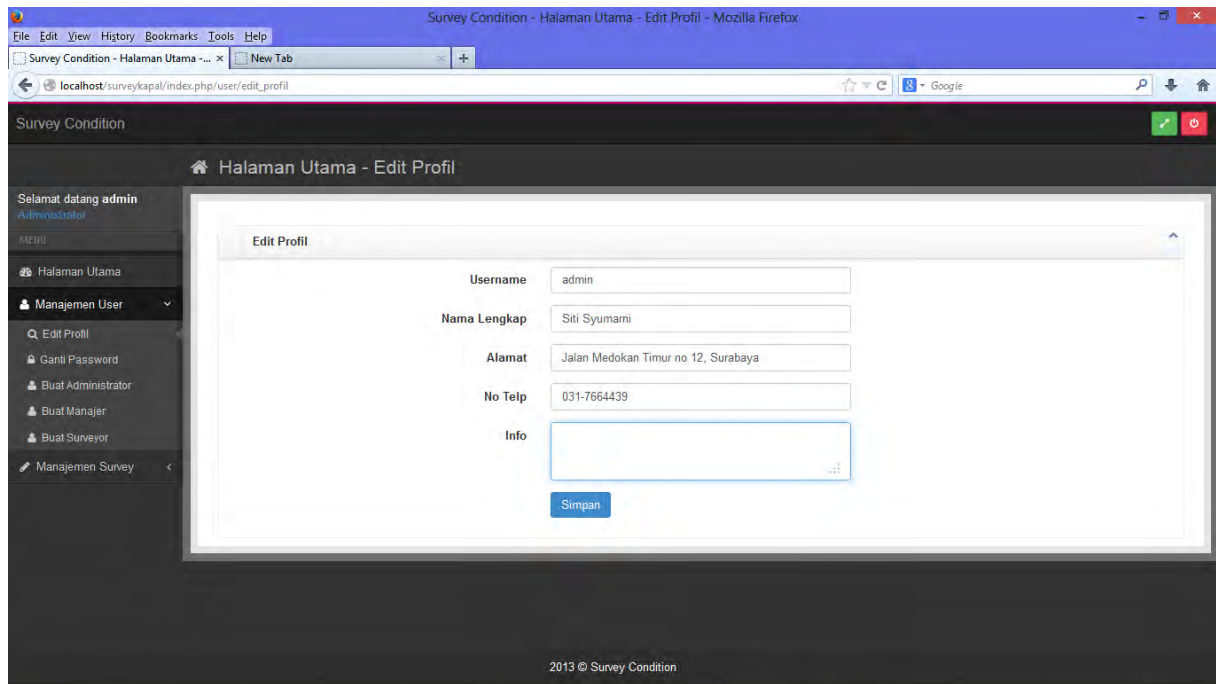 Survey Condition - Halaman Utama - Edit Profil - Mozilla Firefox
File Edit View History Bookmarks Tools Help
Survey Condition - Halaman Utama -... × New Tab × +
localhost/surveykapal/index.php/user/edit_profil Google
Survey Condition
Halaman Utama - Edit Profil
Selamat datang admin
Administrator
MENU
Halaman Utama
Manajemen User
Edit Profil
Ganti Password
Buat Administrator
Buat Manajer
Buat Surveyor
Manajemen Survey
Edit Profil
Username admin
Nama Lengkap Siti Syumarni
Alamat Jalan Medokan Timur no 12, Surabaya
No Telp 031-7664439
Info
Simpan
2013 © Survey Condition